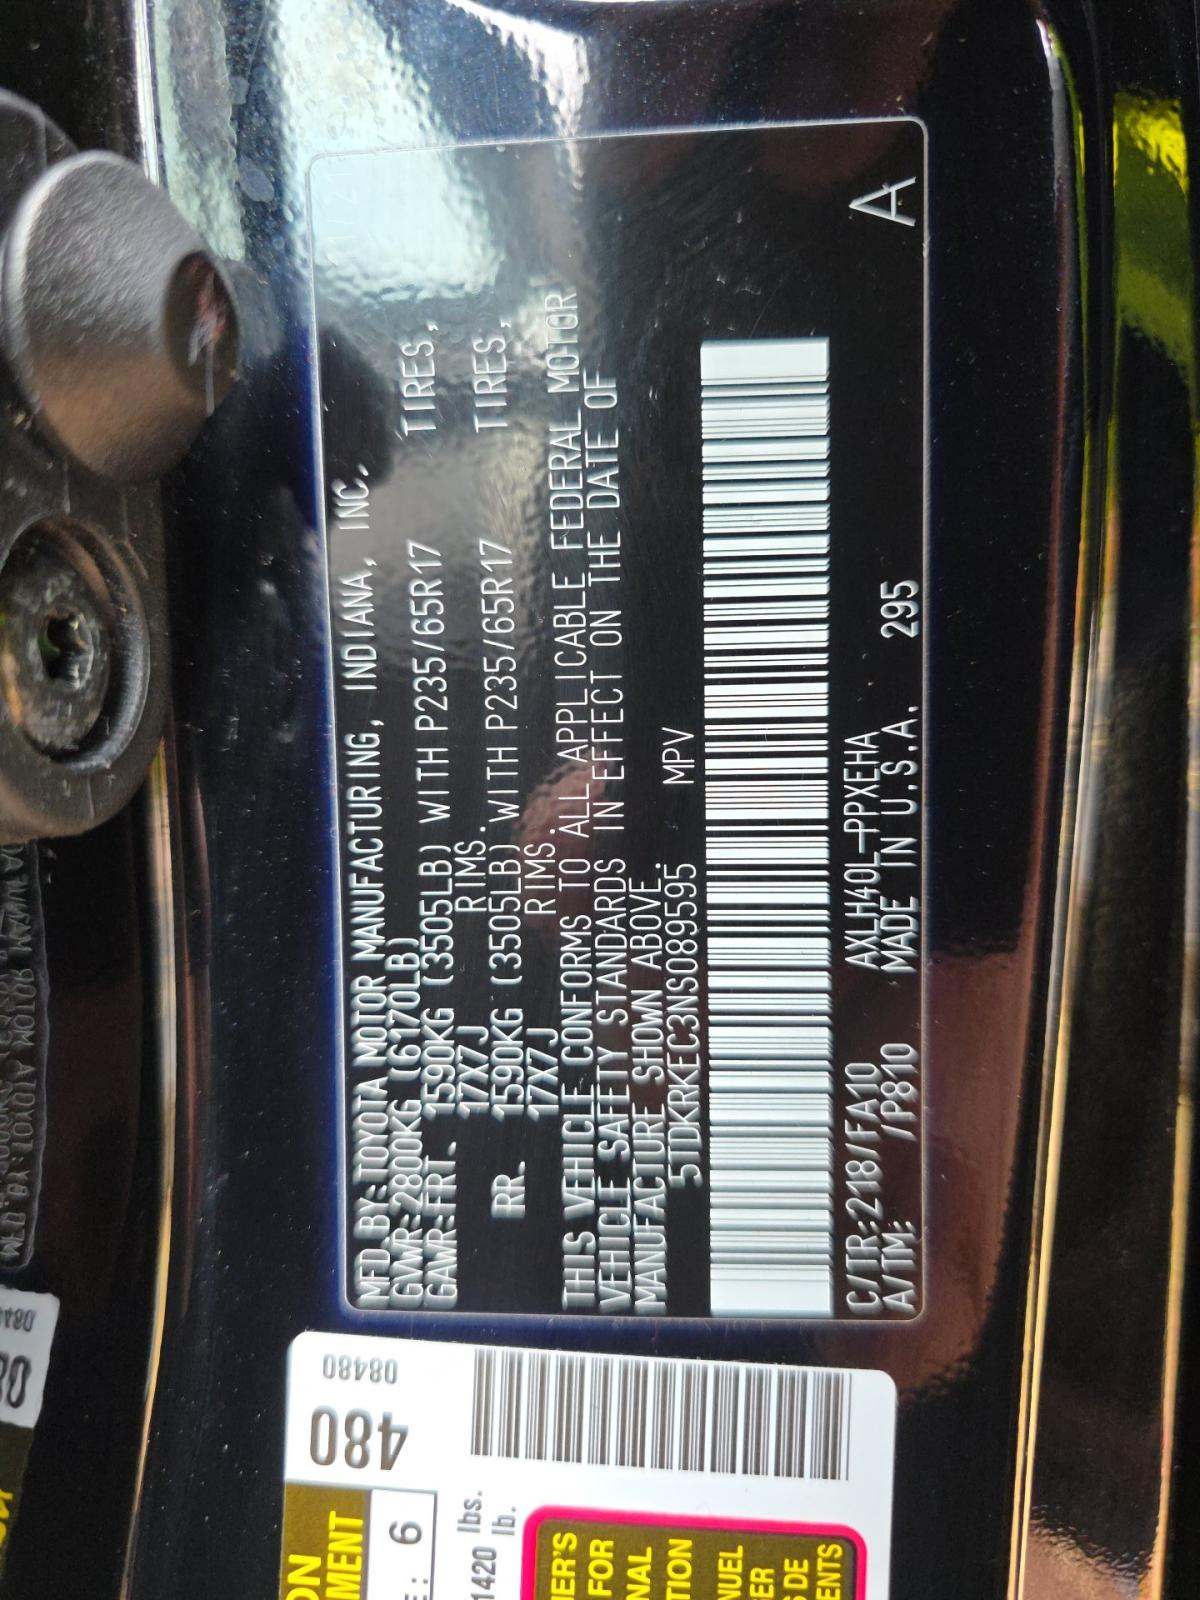 MFD BY:TOYOTA MOTOR MANUFACTURING, INDIANA, INC.
GVWR:2800KG (6170LB)
GAWR:FRT. 1590KG (3505LB) WITH P235/65R17 TIRES,
17X7J RIMS.
RR. 1590KG (3505LB) WITH P235/65R17 TIRES,
17X7J RIMS.
THIS VEHICLE CONFORMS TO ALL APPLICABLE FEDERAL MOTOR
VEHICLE SAFETY STANDARDS IN EFFECT ON THE DATE OF
MANUFACTURE SHOWN ABOVE.
5TDKRKEC3NS089595 MPV
C/TR:218/FA10 AXLH40L-PPXEHA
A/TM: /P810 MADE IN U.S.A. 295
A
480
08480
MENT
6
1420 lbs.
lb.
FOR
DE